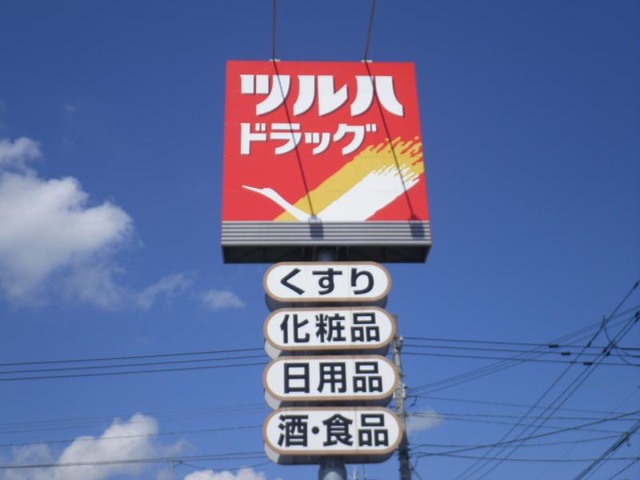 ツルハ
ドラッグ
くすり
化粧品
日用品
酒・食品